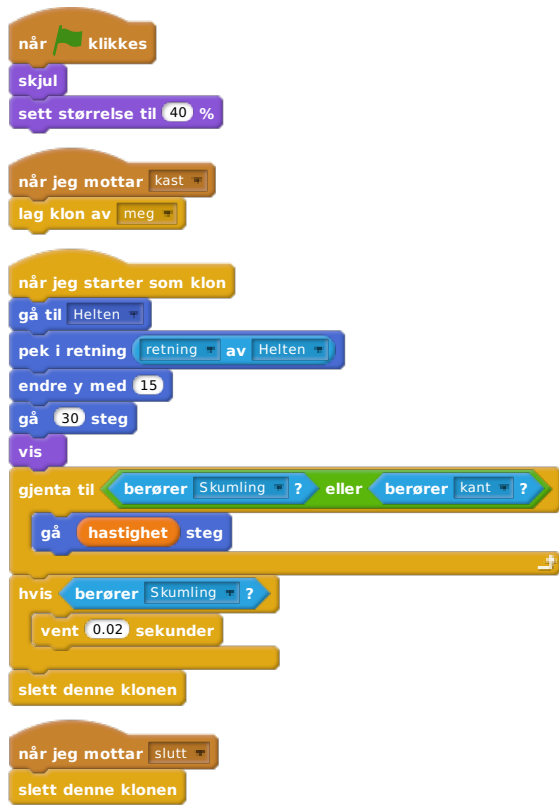 når klikkes
skjul
sett størrelse til 40 %
når jeg mottar kast
lag klon av meg
når jeg starter som klon
gå til Helten
pek i retning retning av Helten
endre y med 15
gå 30 steg
vis
gjenta til berører Skumling ? eller berører kant ?
gå hastighet steg
hvis berører Skumling ?
vent 0.02 sekunder
slett denne klonen
når jeg mottar slutt
slett denne klonen